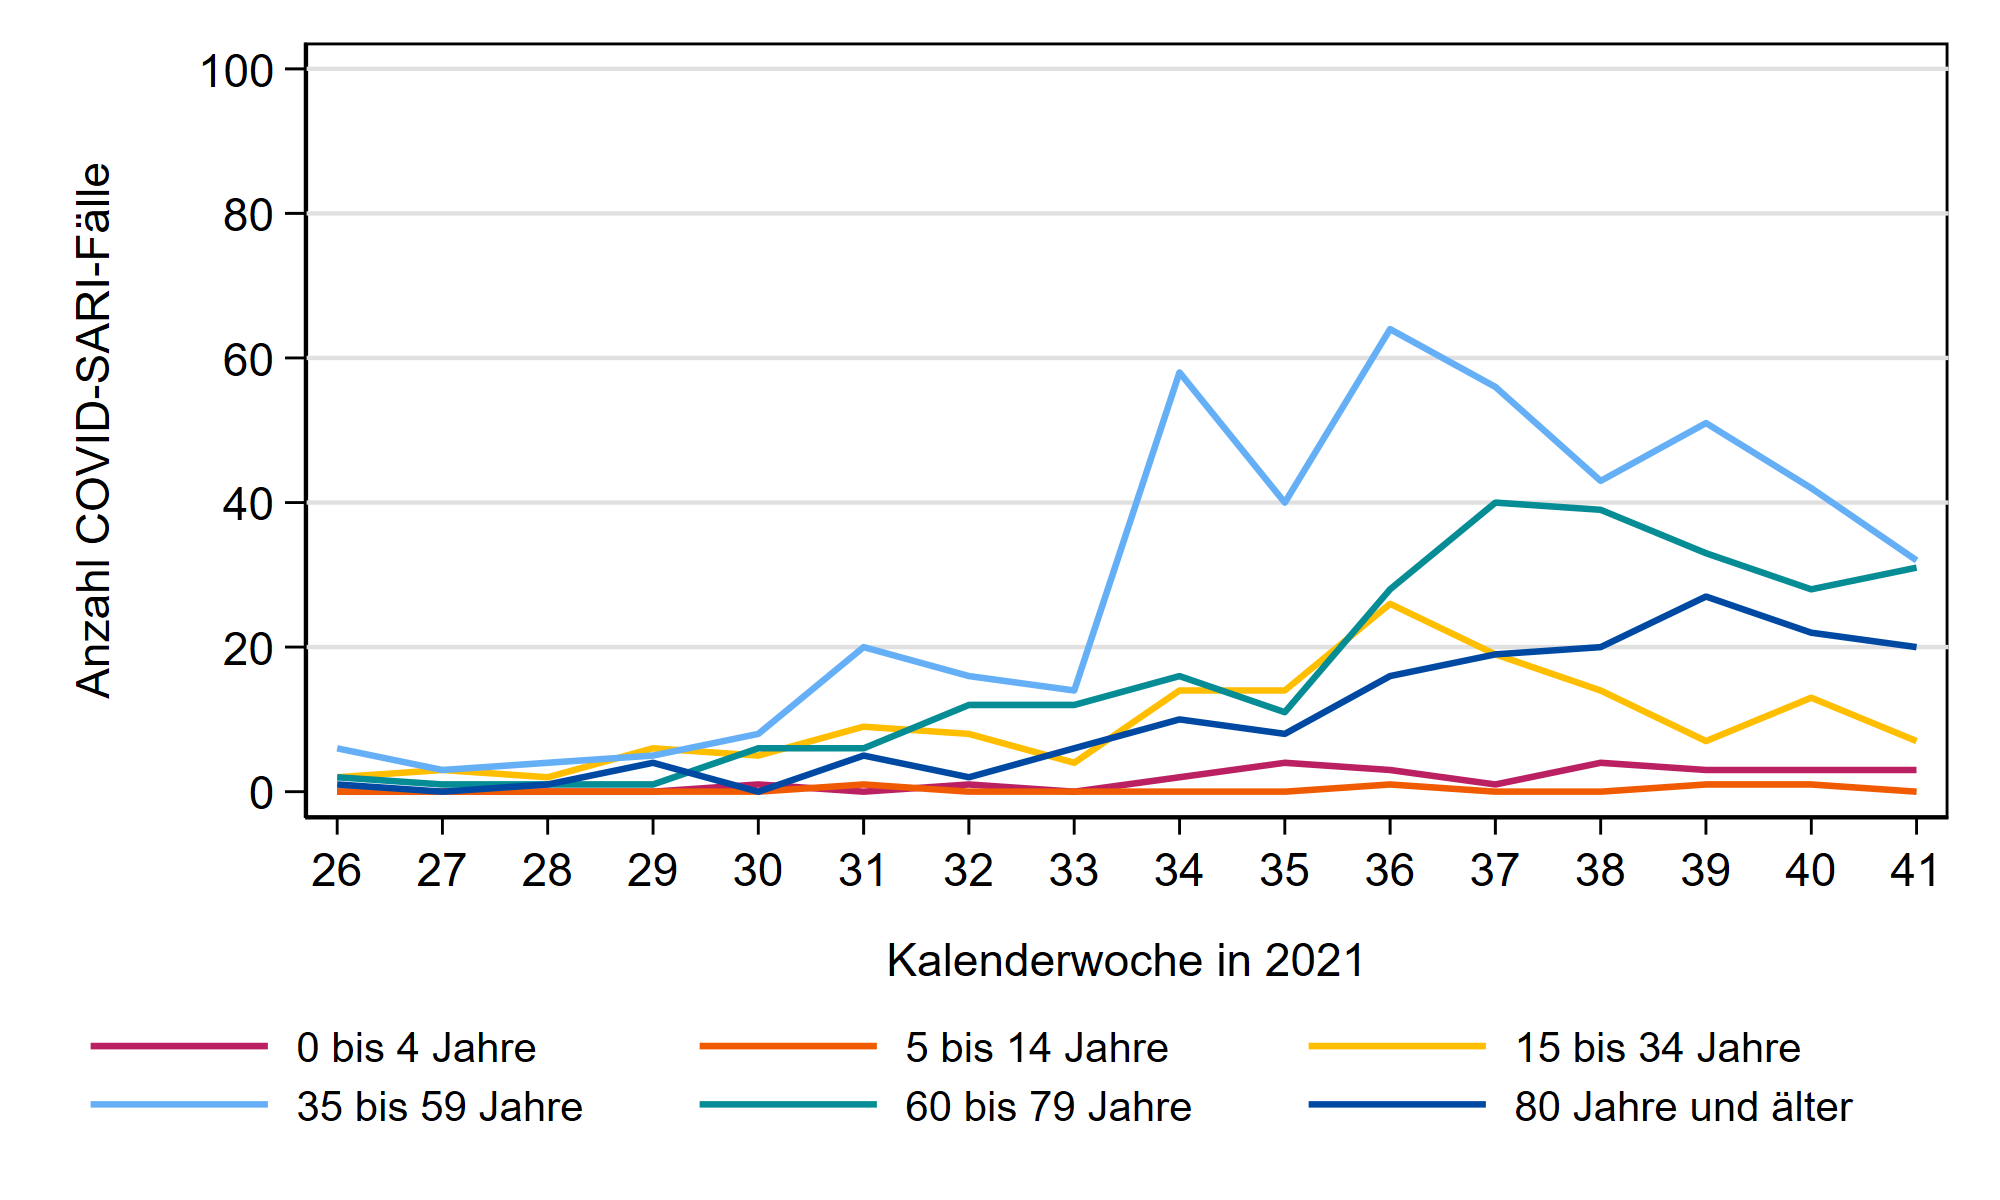 Anzahl COVID-SARI-Fälle
100
80
60
40
20
0
26 27 28 29 30 31 32 33 34 35 36 37 38 39 40 41
Kalenderwoche in 2021
0 bis 4 Jahre 5 bis 14 Jahre 15 bis 34 Jahre
35 bis 59 Jahre 60 bis 79 Jahre 80 Jahre und älter